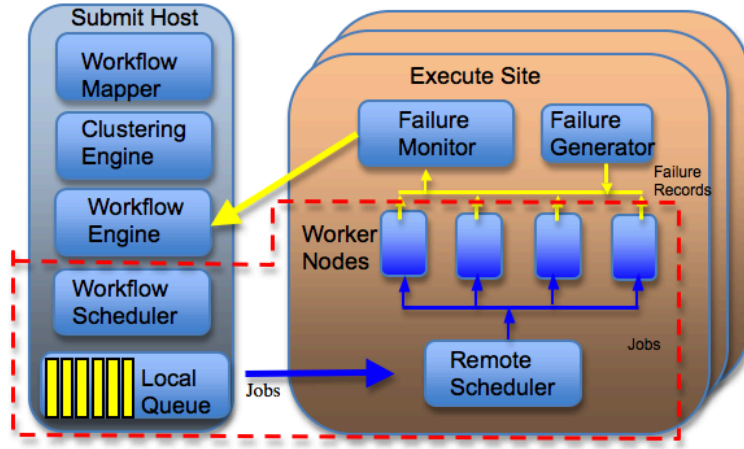 Submit Host
Workflow
Mapper
Clustering
Engine
Workflow
Engine
Workflow
Scheduler
Local
Queue
Jobs
Execute Site
Failure
Monitor
Failure
Generator
Failure
Records
Worker
Nodes
Jobs
Remote
Scheduler